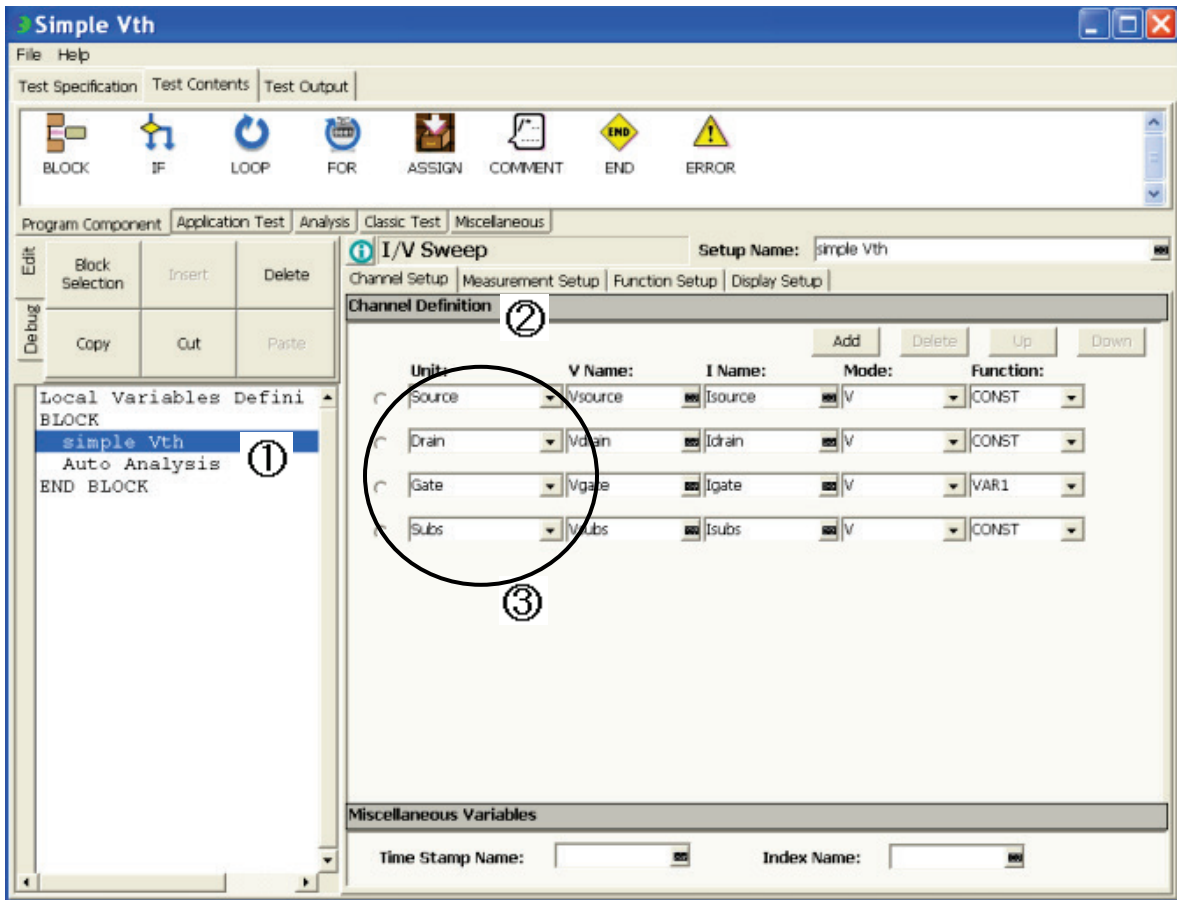 Simple Vth
File Help
Test Specification Test Contents Test Output
BLOCK IF LOOP FOR ASSIGN COMMENT END ERROR
END
Program Component Application Test Analysis Classic Test Miscellaneous
Edit
Debug
Block Selection Insert Delete
Copy Cut Paste
Local Variables Defini
BLOCK
simple Vth
Auto Analysis
END BLOCK
①
I/V Sweep Setup Name: simple Vth
Channel Setup Measurement Setup Function Setup Display Setup
Channel Definition
②
Add Delete Up Down
Unit: V Name: I Name: Mode: Function:
Source Vsource Isource V CONST
Drain Vdrain Idrain V CONST
Gate Vgate Igate V VAR1
Subs Vsubs Isubs V CONST
③
Miscellaneous Variables
Time Stamp Name: Index Name: